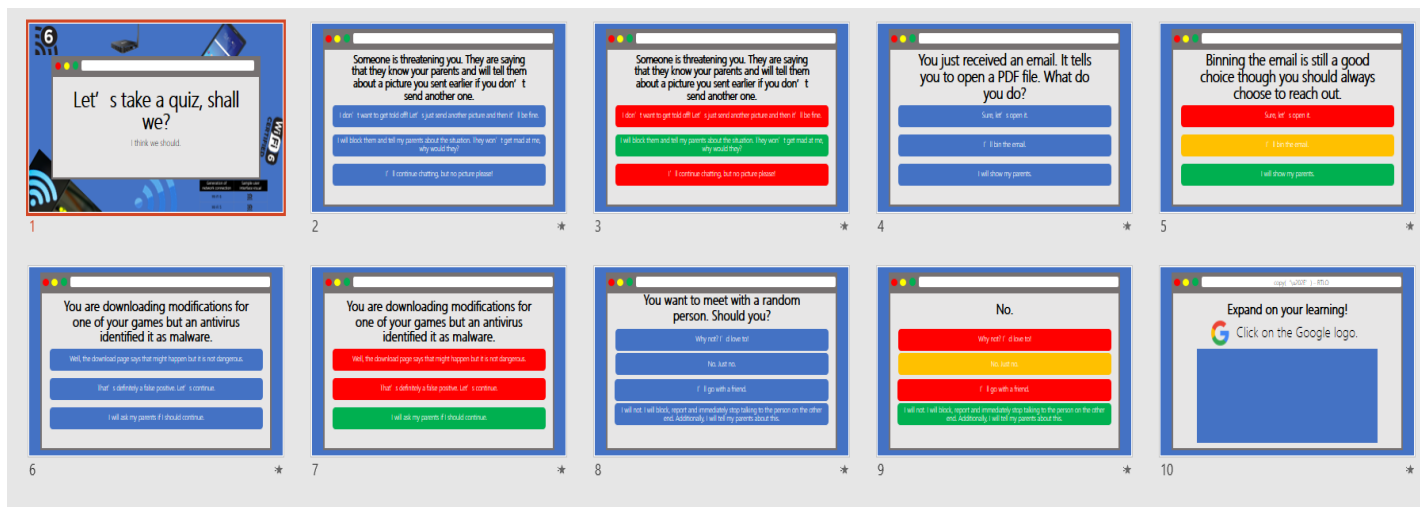 6
Let's take a quiz, shall
we?
I think we should.
WiFi 6
CERTIFIED
Generation of
network connection
Sample user
interface visual
Wi-Fi 6
Wi-Fi 5
1
Someone is threatening you. They are saying
that they know your parents and will tell them
about a picture you sent earlier if you don't
send another one.
I don't want to get told off! Let's just send another picture and then it'll be fine.
I will block them and tell my parents about the situation. They won't get mad at me,
why would they?
I'll continue chatting, but no picture please!
2
Someone is threatening you. They are saying
that they know your parents and will tell them
about a picture you sent earlier if you don't
send another one.
I don't want to get told off! Let's just send another picture and then it'll be fine.
I will block them and tell my parents about the situation. They won't get mad at me,
why would they?
I'll continue chatting, but no picture please!
3
You just received an email. It tells
you to open a PDF file. What do
you do?
Sure, let's open it.
I'll bin the email.
I will show my parents.
4
Binning the email is still a good
choice though you should always
choose to reach out.
Sure, let's open it.
I'll bin the email.
I will show my parents.
5
You are downloading modifications for
one of your games but an antivirus
identified it as malware.
Well, the download page says that might happen but it is not dangerous.
That's definitely a false positive. Let's continue.
I will ask my parents if I should continue.
6
You are downloading modifications for
one of your games but an antivirus
identified it as malware.
Well, the download page says that might happen but it is not dangerous.
That's definitely a false positive. Let's continue.
I will ask my parents if I should continue.
7
You want to meet with a random
person. Should you?
Why not? I'd love to!
No. Just no.
I'll go with a friend.
I will not. I will block, report and immediately stop talking to the person on the other
end. Additionally, I will tell my parents about this.
8
No.
Why not? I'd love to!
No. Just no.
I'll go with a friend.
I will not. I will block, report and immediately stop talking to the person on the other
end. Additionally, I will tell my parents about this.
9
Expand on your learning!
G Click on the Google logo.
10